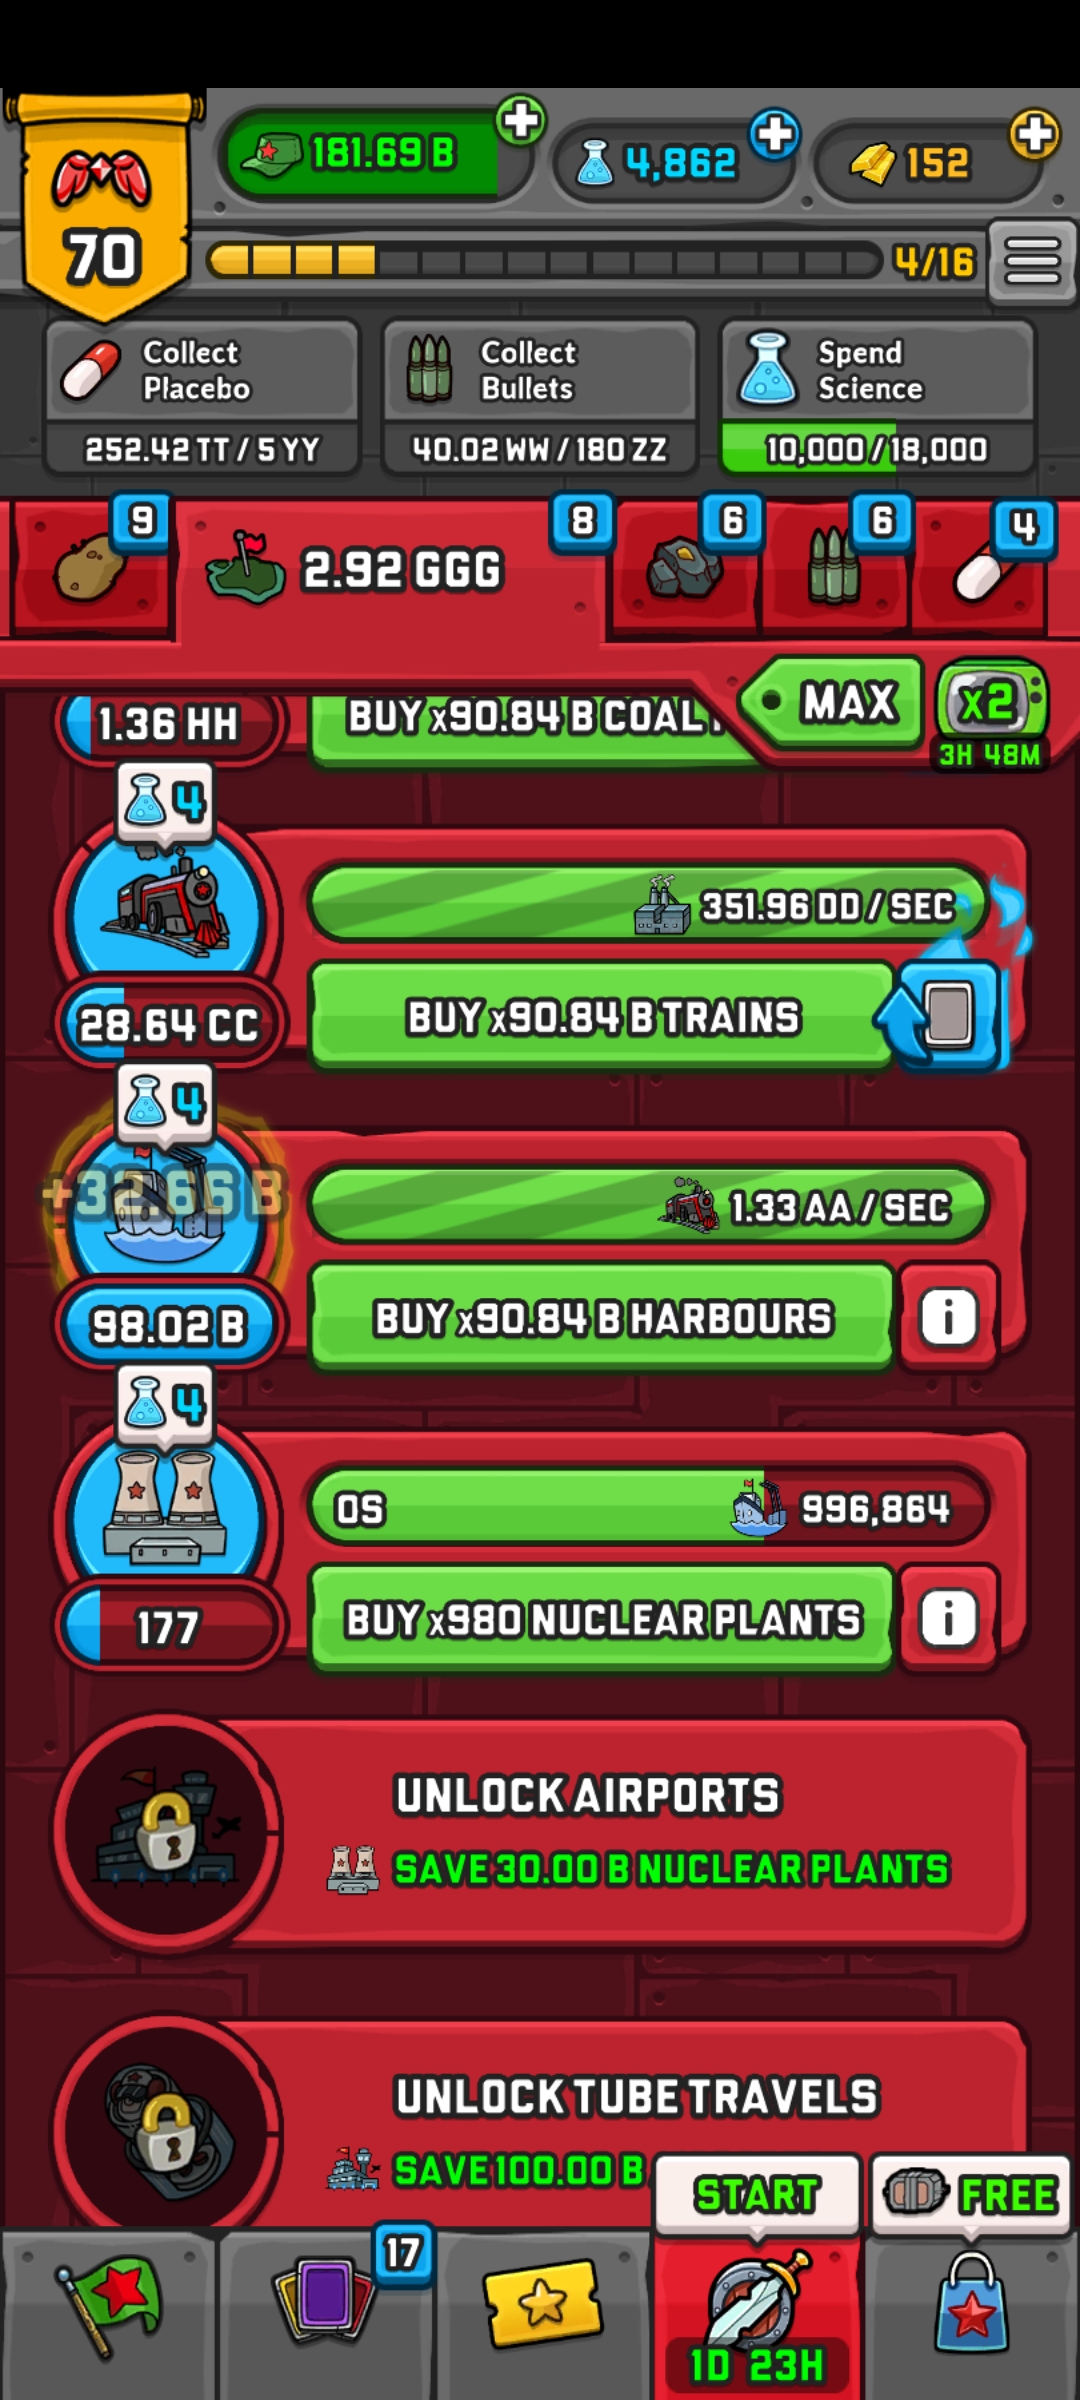 181.69 B
4,862
152
70
4/16
Collect
Placebo
252.42 TT / 5 YY
Collect
Bullets
40.02 WW / 180 ZZ
Spend
Science
10,000 / 18,000
9
2.92 GGG
8
6
6
4
1.36 HH
BUY x90.84 B COAL
MAX
x2
3H 48M
4
351.96 DD / SEC
28.64 CC
BUY x90.84 B TRAINS
4
+32.66 B
1.33 AA / SEC
98.02 B
BUY x90.84 B HARBOURS
i
4
0S
996,864
177
BUY x980 NUCLEAR PLANTS
i
UNLOCK AIRPORTS
SAVE 30.00 B NUCLEAR PLANTS
UNLOCK TUBE TRAVELS
SAVE 100.00 B
START
FREE
17
1D 23H